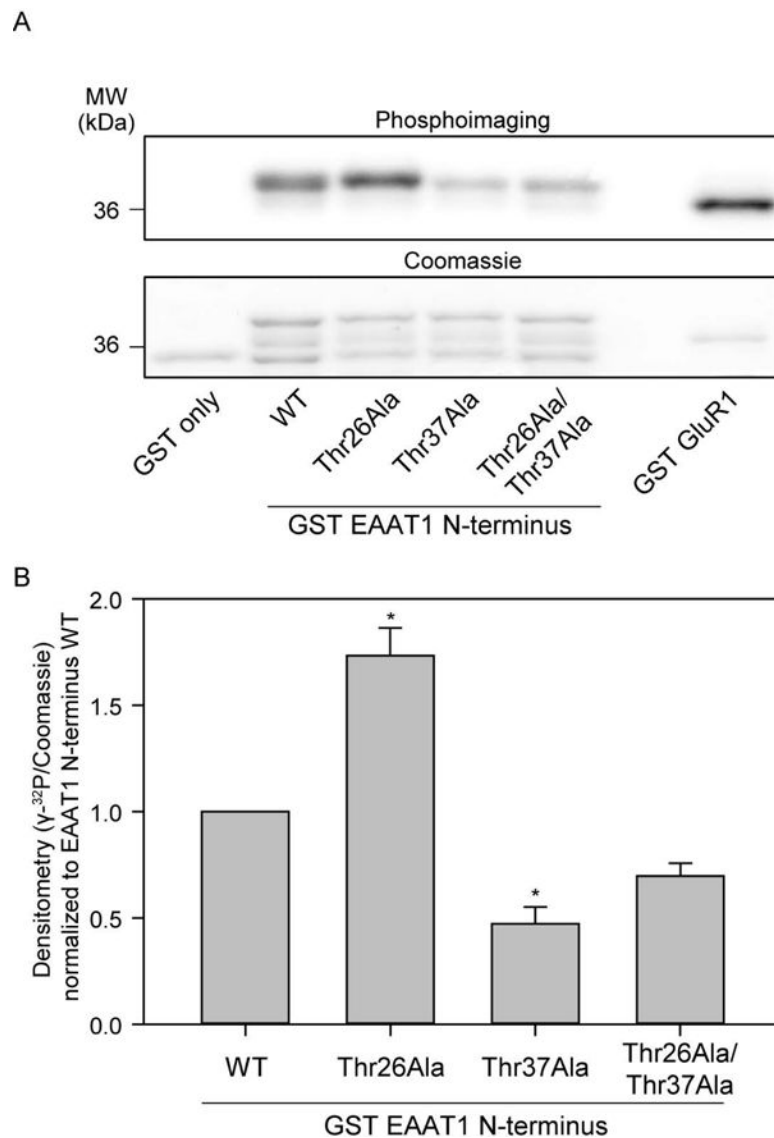 A
MW
(kDa)
Phosphoimaging
36
Coomassie
36
GST only
WT
Thr26Ala
Thr37Ala
Thr26Ala/
Thr37Ala
GST GluR1
GST EAAT1 N-terminus
B
Densitometry (γ-³²P/Coomassie)
normalized to EAAT1 N-terminus WT
2.0
1.5
1.0
0.5
0.0
*
*
WT
Thr26Ala
Thr37Ala
Thr26Ala/
Thr37Ala
GST EAAT1 N-terminus